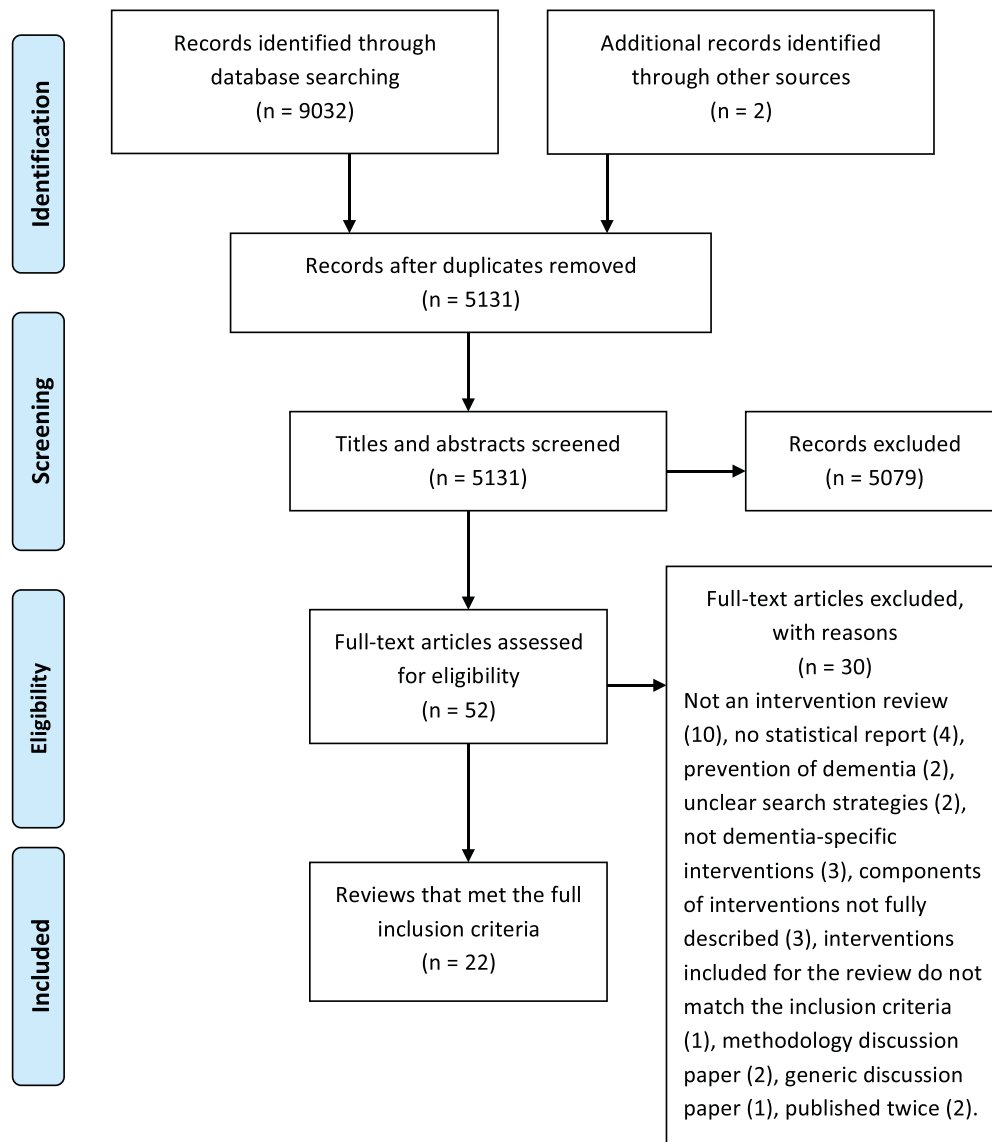 Identification
Records identified through
database searching
(n = 9032)
Additional records identified
through other sources
(n = 2)
Records after duplicates removed
(n = 5131)
Screening
Titles and abstracts screened
(n = 5131)
Records excluded
(n = 5079)
Eligibility
Full-text articles assessed
for eligibility
(n = 52)
Full-text articles excluded,
with reasons
(n = 30)
Not an intervention review
(10), no statistical report (4),
prevention of dementia (2),
unclear search strategies (2),
not dementia-specific
interventions (3), components
of interventions not fully
described (3), interventions
included for the review do not
match the inclusion criteria
(1), methodology discussion
paper (2), generic discussion
paper (1), published twice (2).
Included
Reviews that met the full
inclusion criteria
(n = 22)